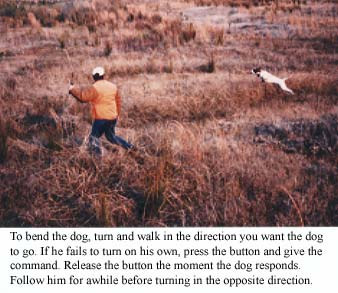 To bend the dog, turn and walk in the direction you want the dog
to go. If he fails to turn on his own, press the button and give the
command. Release the button the moment the dog responds.
Follow him for awhile before turning in the opposite direction.